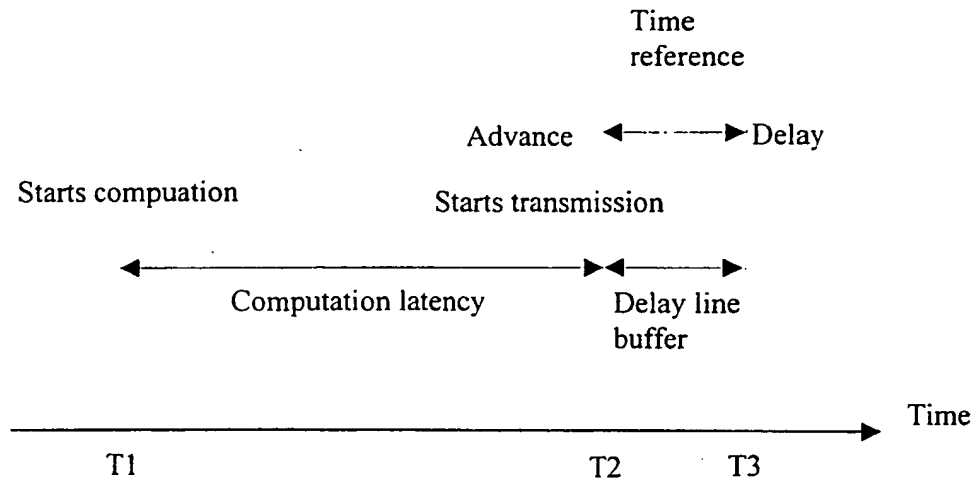 Time
reference
Advance
Delay
Starts compuation
Starts transmission
Computation latency
Delay line
buffer
Time
T1
T2
T3